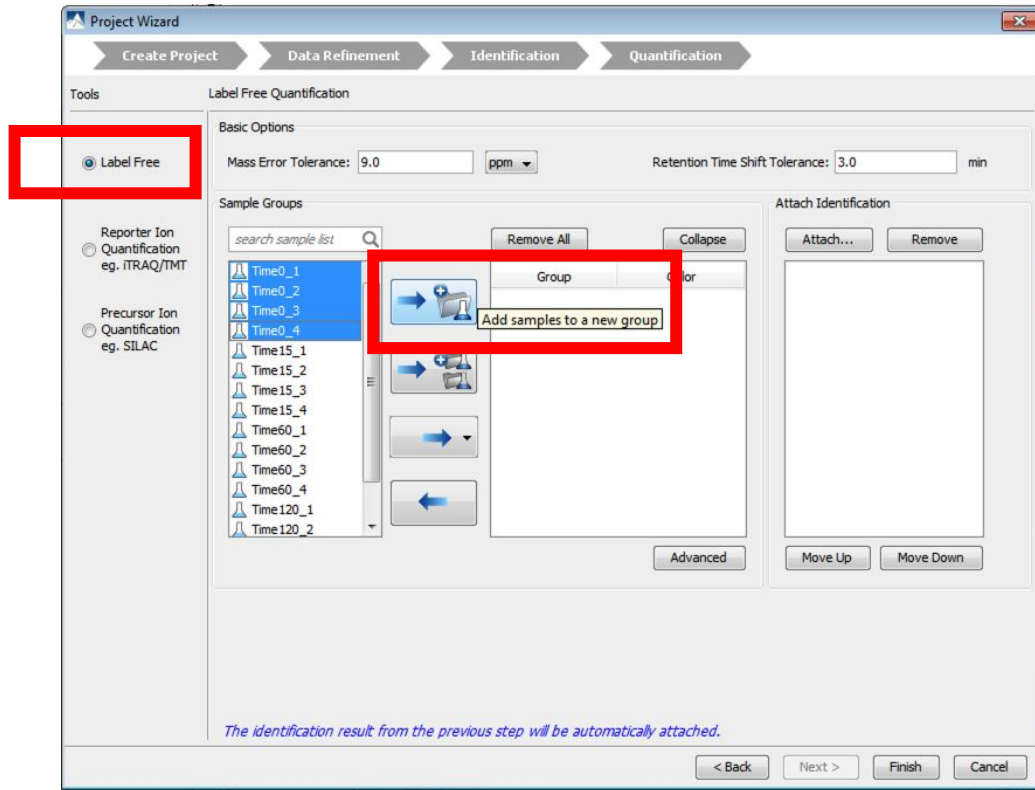 Project Wizard
Create Project
Data Refinement
Identification
Quantification
Tools
Label Free Quantification
Label Free
Reporter Ion
Quantification
eg. iTRAQ/TMT
Precursor Ion
Quantification
eg. SILAC
Basic Options
Mass Error Tolerance: 9.0 ppm
Retention Time Shift Tolerance: 3.0 min
Sample Groups
search sample list
Time0_1
Time0_2
Time0_3
Time0_4
Time15_1
Time15_2
Time15_3
Time15_4
Time60_1
Time60_2
Time60_3
Time60_4
Time120_1
Time120_2
Remove All
Collapse
Group
Color
Add samples to a new group
Advanced
Attach Identification
Attach...
Remove
Move Up
Move Down
The identification result from the previous step will be automatically attached.
< Back
Next >
Finish
Cancel